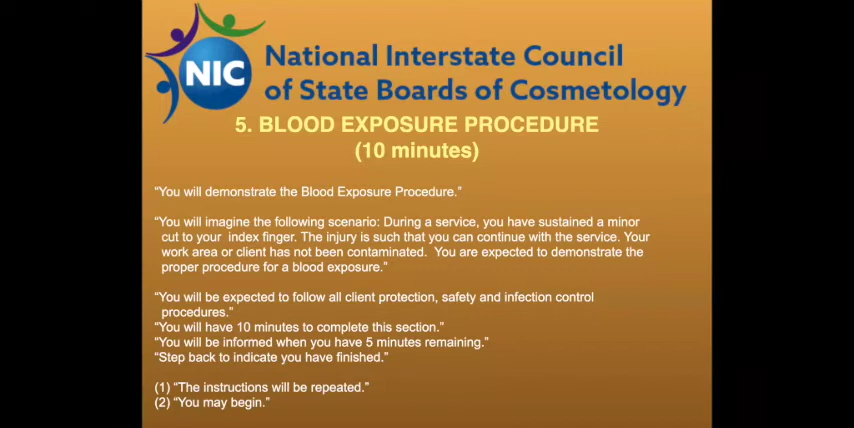 NIC
National Interstate Council
of State Boards of Cosmetology
5. BLOOD EXPOSURE PROCEDURE
(10 minutes)
“You will demonstrate the Blood Exposure Procedure.”
“You will imagine the following scenario: During a service, you have sustained a minor
cut to your index finger. The injury is such that you can continue with the service. Your
work area or client has not been contaminated. You are expected to demonstrate the
proper procedure for a blood exposure.”
“You will be expected to follow all client protection, safety and infection control
procedures.”
“You will have 10 minutes to complete this section.”
“You will be informed when you have 5 minutes remaining.”
“Step back to indicate you have finished.”
(1) “The instructions will be repeated.”
(2) “You may begin.”